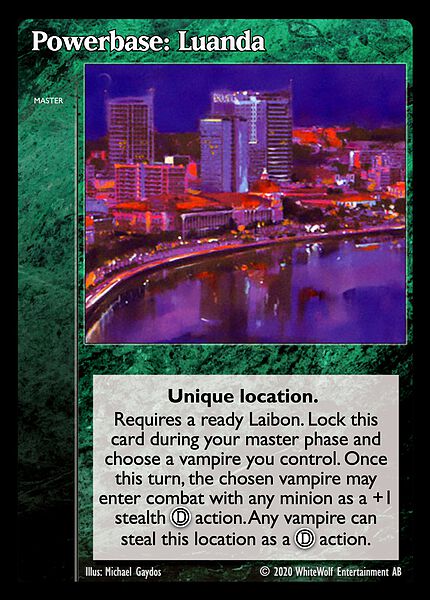 Powerbase: Luanda
MASTER
Unique location.
Requires a ready Laibon. Lock this
card during your master phase and
choose a vampire you control. Once
this turn, the chosen vampire may
enter combat with any minion as a +1
stealth Ⓓ action. Any vampire can
steal this location as a Ⓓ action.
Illus: Michael Gaydos
© 2020 WhiteWolf Entertainment AB